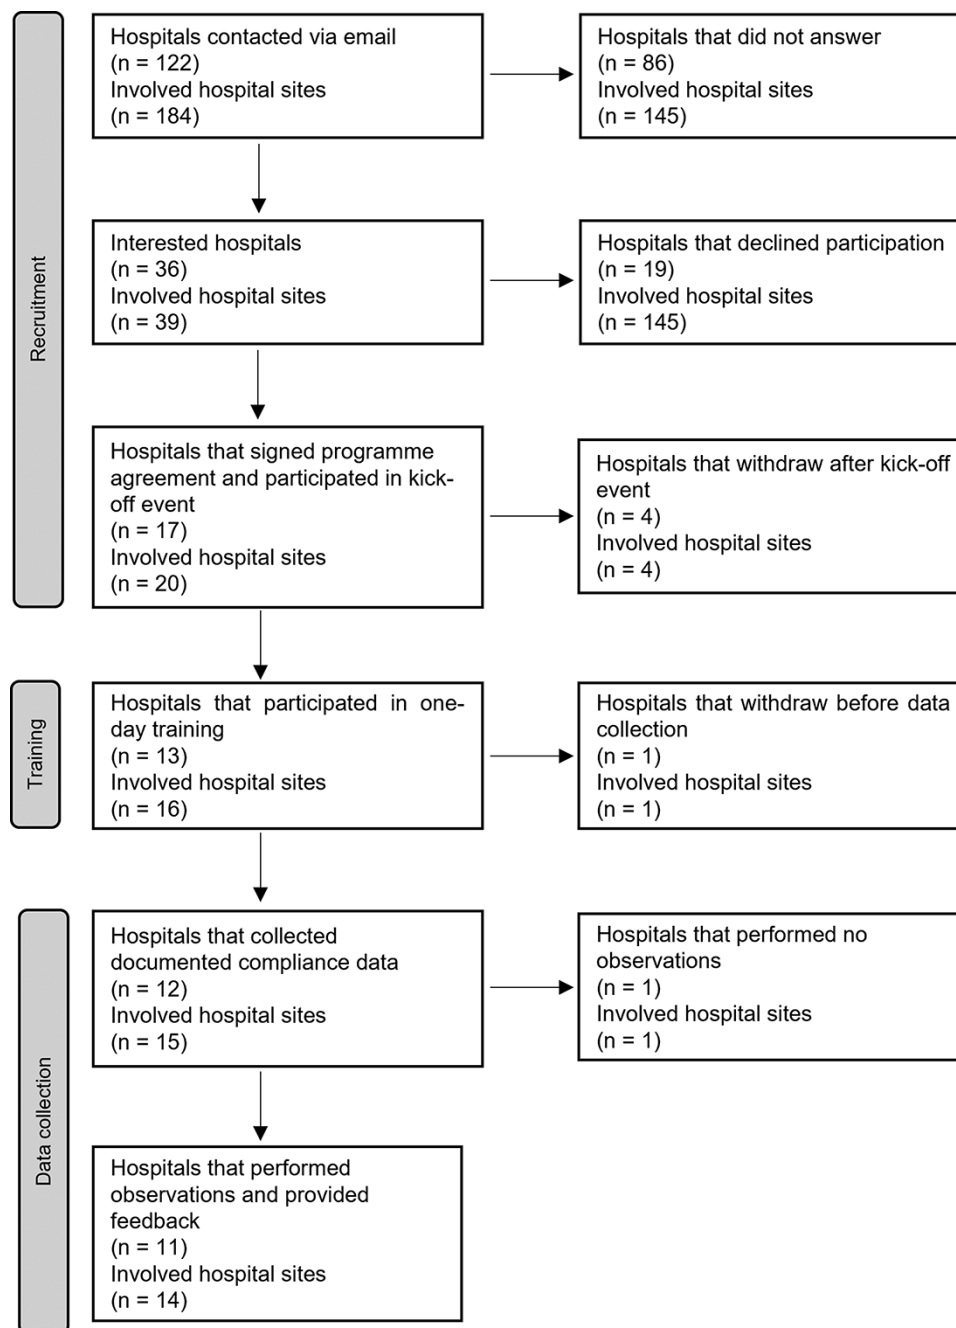 Recruitment
Hospitals contacted via email
(n = 122)
Involved hospital sites
(n = 184)
Hospitals that did not answer
(n = 86)
Involved hospital sites
(n = 145)
Interested hospitals
(n = 36)
Involved hospital sites
(n = 39)
Hospitals that declined participation
(n = 19)
Involved hospital sites
(n = 145)
Hospitals that signed programme
agreement and participated in kick-
off event
(n = 17)
Involved hospital sites
(n = 20)
Hospitals that withdraw after kick-off
event
(n = 4)
Involved hospital sites
(n = 4)
Training
Hospitals that participated in one-
day training
(n = 13)
Involved hospital sites
(n = 16)
Hospitals that withdraw before data
collection
(n = 1)
Involved hospital sites
(n = 1)
Data collection
Hospitals that collected
documented compliance data
(n = 12)
Involved hospital sites
(n = 15)
Hospitals that performed no
observations
(n = 1)
Involved hospital sites
(n = 1)
Hospitals that performed
observations and provided
feedback
(n = 11)
Involved hospital sites
(n = 14)